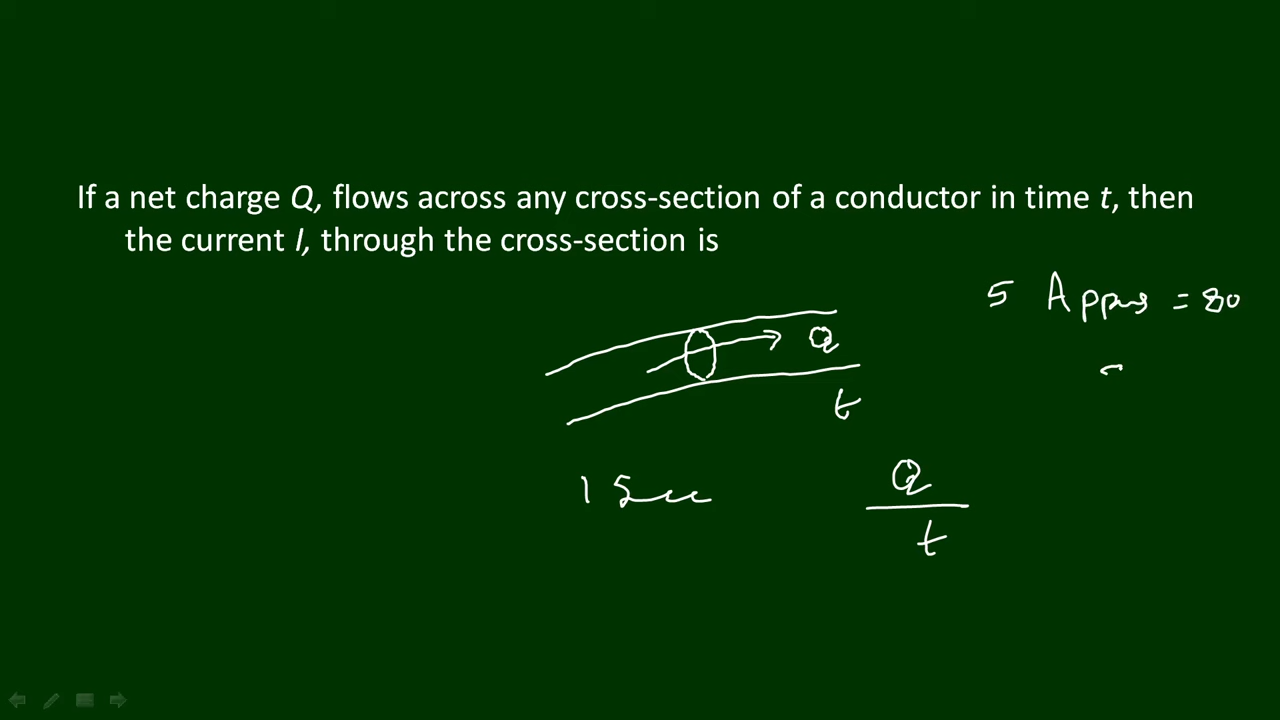 If a net charge Q, flows across any cross-section of a conductor in time t, then
the current I, through the cross-section is
5 Apples = 80
Q
t
1 Sec
Q
t